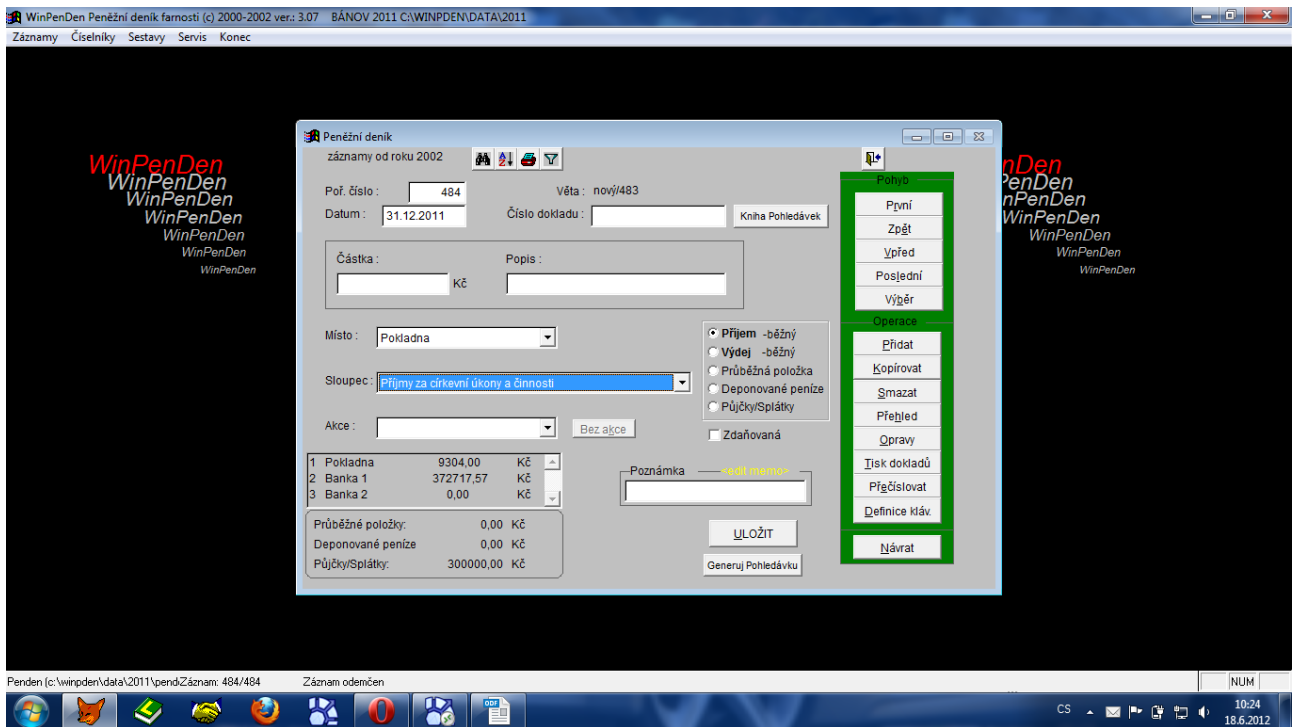 WinPenDen Peněžní deník farnosti (c) 2000-2002 ver.: 3.07 BÁNOV 2011 C:\WINPDEN\DATA\2011
Záznamy Číselníky Sestavy Servis Konec
WinPenDen
WinPenDen
WinPenDen
WinPenDen
WinPenDen
WinPenDen
WinPenDen
nDen
PenDen
nPenDen
WinPenDen
WinPenDen
WinPenDen
WinPenDen
Peněžní deník
záznamy od roku 2002
Poř. číslo : 484 Věta : nový/483
Datum : 31.12.2011 Číslo dokladu : Kniha Pohledávek
Částka : Popis :
Kč
Místo : Pokladna
Sloupec : Příjmy za církevní úkony a činnosti
Akce : Bez akce
Příjem -běžný
Výdej -běžný
Průběžná položka
Deponované peníze
Půjčky/Splátky
Zdaňovaná
1 Pokladna 9304,00 Kč
2 Banka 1 372717,57 Kč
3 Banka 2 0,00 Kč
Poznámka <edit memo>
Průběžné položky: 0,00 Kč
Deponované peníze 0,00 Kč
Půjčky/Splátky: 300000,00 Kč
ULOŽIT
Generuj Pohledávku
Pohyb
První
Zpět
Vpřed
Poslední
Výběr
Operace
Přidat
Kopírovat
Smazat
Přehled
Opravy
Tisk dokladů
Přečíslovat
Definice kláv.
Návrat
Penden (c:\winpden\data\2011\pend Záznam: 484/484 Záznam odemčen NUM
ODF
CS 10:24
18.6.2012